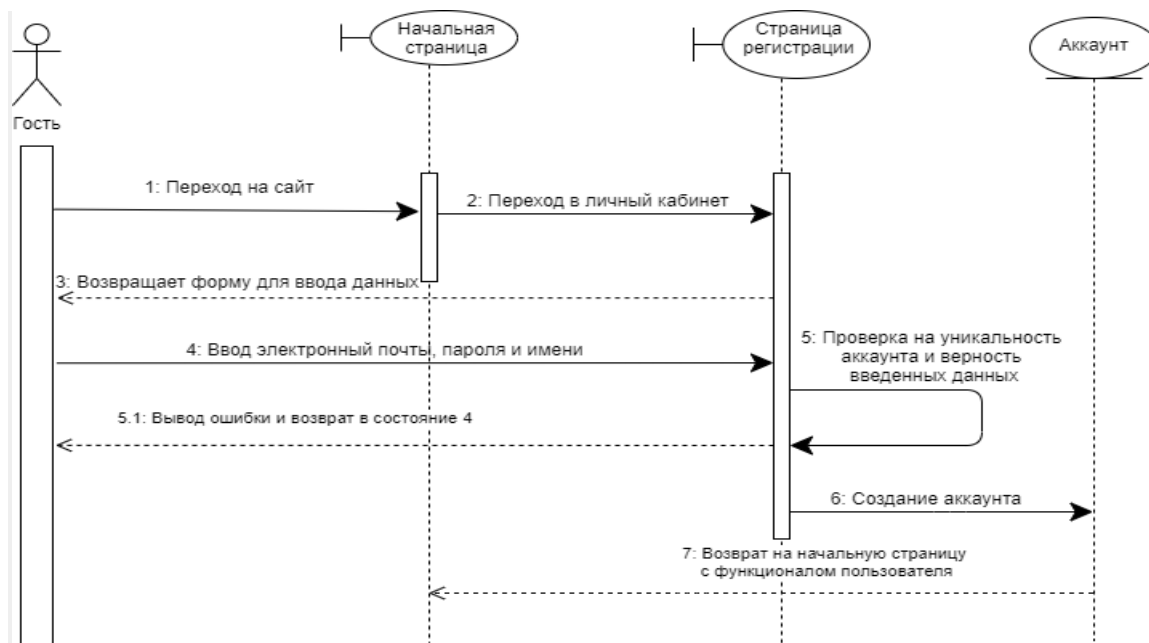 Начальная
страница
Страница
регистрации
Аккаунт
Гость
1: Переход на сайт
2: Переход в личный кабинет
3: Возвращает форму для ввода данных
4: Ввод электронный почты, пароля и имени
5: Проверка на уникальность
аккаунта и верность
введенных данных
5.1: Вывод ошибки и возврат в состояние 4
6: Создание аккаунта
7: Возврат на начальную страницу
с функционалом пользователя